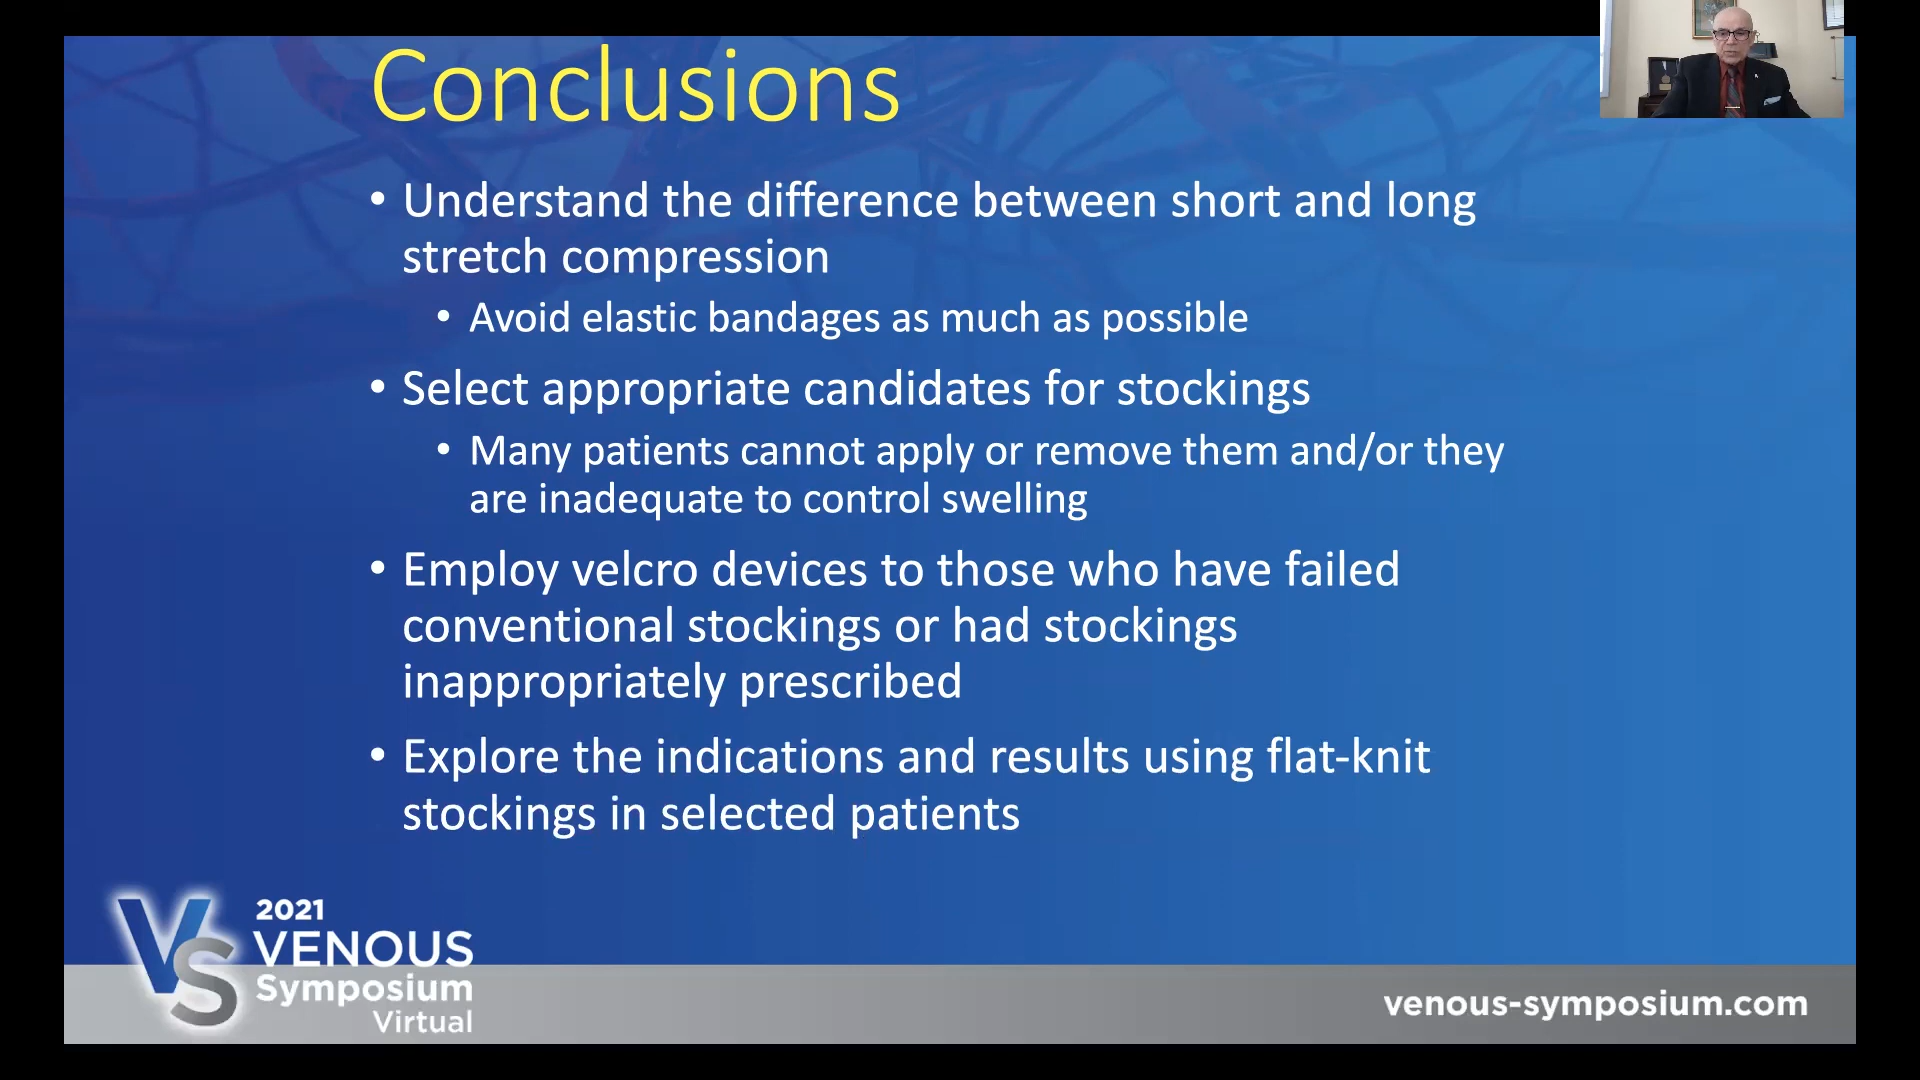 Conclusions
• Understand the difference between short and long
stretch compression
• Avoid elastic bandages as much as possible
• Select appropriate candidates for stockings
• Many patients cannot apply or remove them and/or they
are inadequate to control swelling
• Employ velcro devices to those who have failed
conventional stockings or had stockings
inappropriately prescribed
• Explore the indications and results using flat-knit
stockings in selected patients
VS
2021
VENOUS
Symposium
Virtual
venous-symposium.com